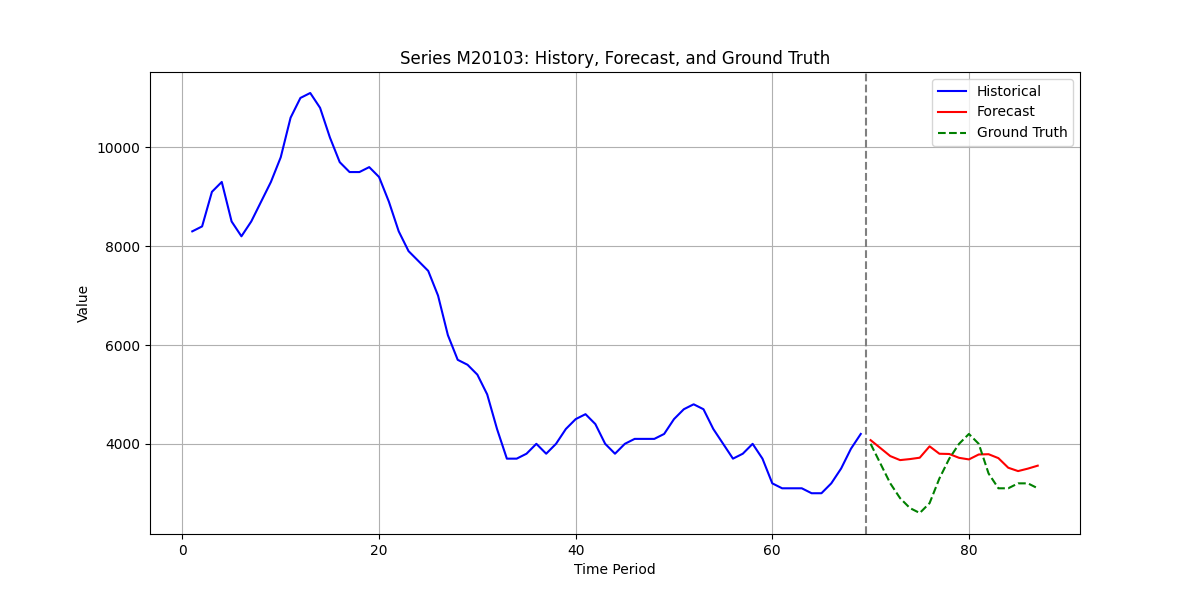 Series M20103: History, Forecast, and Ground Truth
Historical
Forecast
Ground Truth
10000
8000
6000
4000
Value
0
20
40
60
80
Time Period